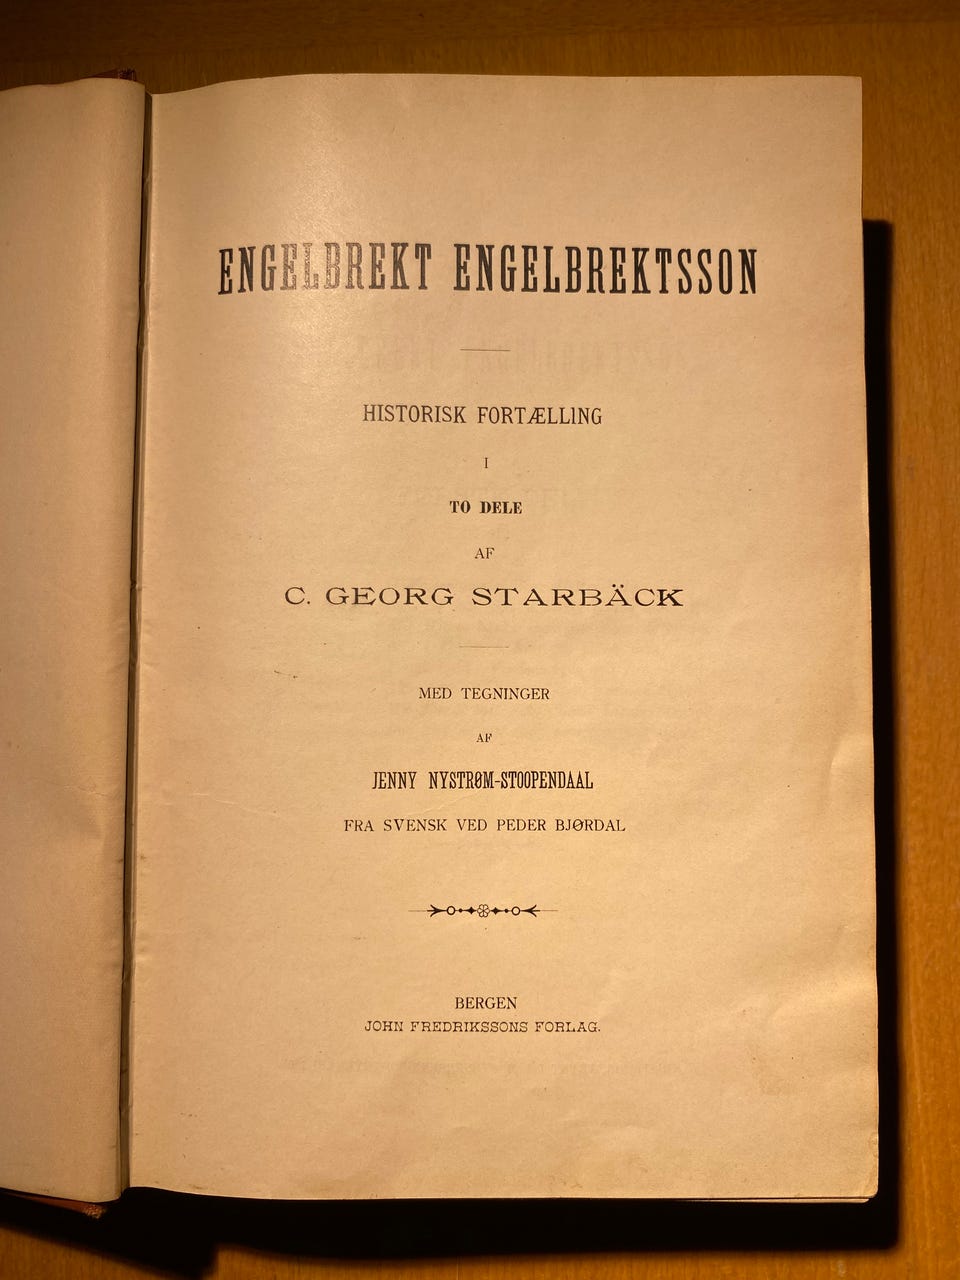 ENGELBREKT ENGELBREKTSSON
HISTORISK FORTÆLLING
I
TO DELE
AF
C. GEORG STARBÄCK
MED TEGNINGER
AF
JENNY NYSTRØM-STOOPENDAAL
FRA SVENSK VED PEDER BJØRDAL
BERGEN
JOHN FREDRIKSSONS FORLAG.